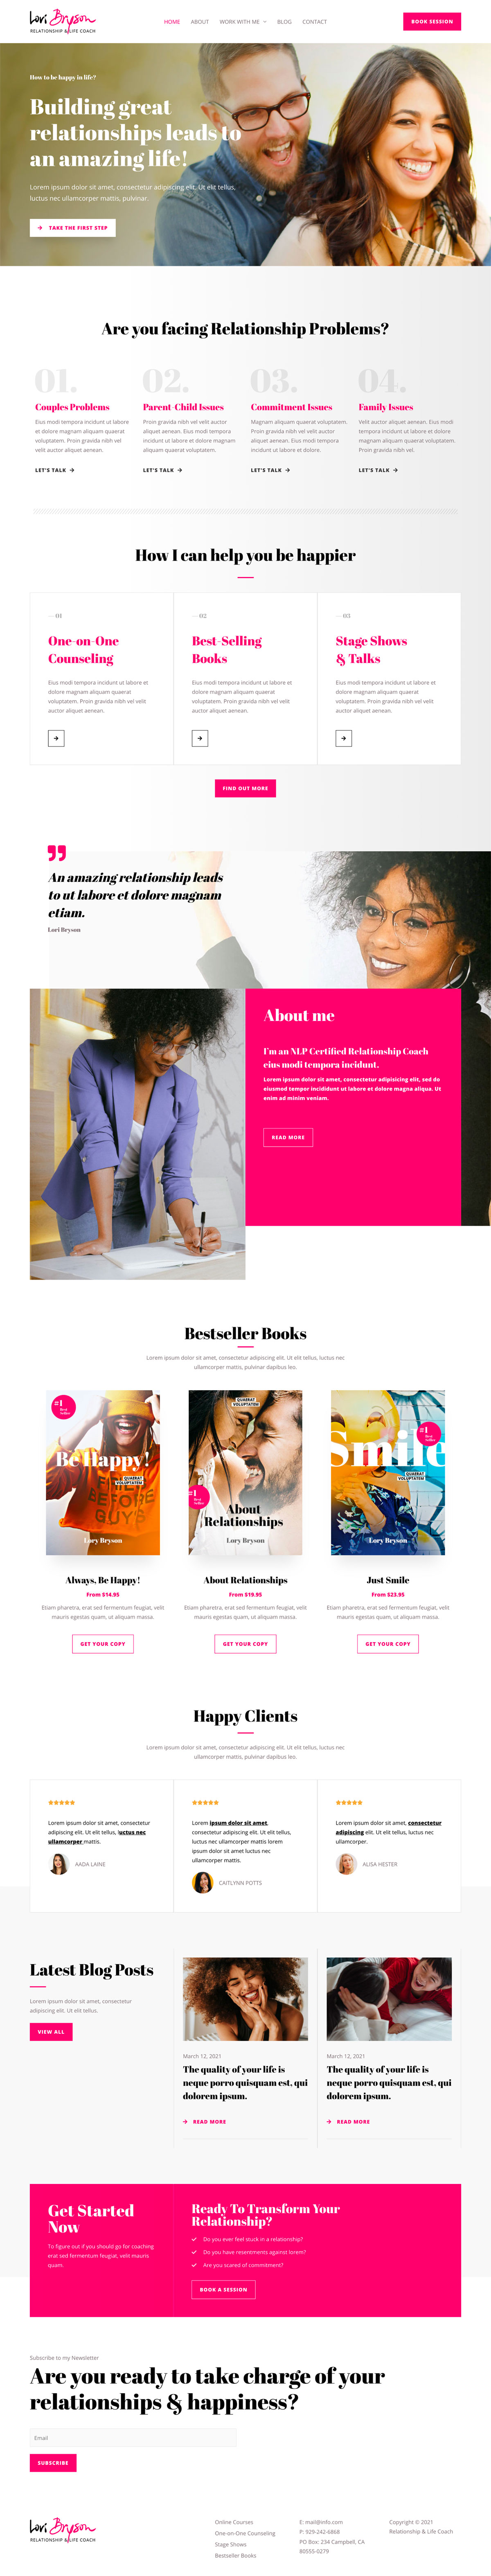 Lori Bryson
RELATIONSHIP & LIFE COACH
HOME
ABOUT
WORK WITH ME
BLOG
CONTACT
BOOK SESSION
How to be happy in life?
Building great
relationships leads to
an amazing life!
Lorem ipsum dolor sit amet, consectetur adipiscing elit. Ut elit tellus,
luctus nec ullamcorper mattis, pulvinar.
TAKE THE FIRST STEP
Are you facing Relationship Problems?
01.
Couples Problems
Eius modi tempora incidunt ut labore
et dolore magnam aliquam quaerat
voluptatem. Proin gravida nibh vel
velit auctor aliquet aenean.
LET'S TALK
02.
Parent-Child Issues
Proin gravida nibh vel velit auctor
aliquet aenean. Eius modi tempora
incidunt ut labore et dolore magnam
aliquam quaerat voluptatem.
LET'S TALK
03.
Commitment Issues
Magnam aliquam quaerat voluptatem.
Proin gravida nibh vel velit auctor
aliquet aenean. Eius modi tempora
incidunt ut labore et dolore.
LET'S TALK
04.
Family Issues
Velit auctor aliquet aenean. Eius modi
tempora incidunt ut labore et dolore
magnam aliquam quaerat voluptatem.
Proin gravida nibh vel.
LET'S TALK
How I can help you be happier
01
One-on-One
Counseling
Eius modi tempora incidunt ut labore et
dolore magnam aliquam quaerat
voluptatem. Proin gravida nibh vel velit
auctor aliquet aenean.
02
Best-Selling
Books
Eius modi tempora incidunt ut labore et
dolore magnam aliquam quaerat
voluptatem. Proin gravida nibh vel velit
auctor aliquet aenean.
03
Stage Shows
& Talks
Eius modi tempora incidunt ut labore et
dolore magnam aliquam quaerat
voluptatem. Proin gravida nibh vel velit
auctor aliquet aenean.
FIND OUT MORE
An amazing relationship leads
to ut labore et dolore magnam
etiam.
Lori Bryson
About me
I'm an NLP Certified Relationship Coach
eius modi tempora incidunt.
Lorem ipsum dolor sit amet, consectetur adipisicing elit, sed do
eiusmod tempor incididunt ut labore et dolore magna aliqua. Ut
enim ad minim veniam.
READ MORE
Bestseller Books
Lorem ipsum dolor sit amet, consectetur adipiscing elit. Ut elit tellus, luctus nec
ullamcorper mattis, pulvinar dapibus leo.
#1
Best
Seller
Be Happy!
QUAERAT
VOLUPTATEM
BEFORE
GUY
Lory Bryson
Always, Be Happy!
From $14.95
Etiam pharetra, erat sed fermentum feugiat, velit
mauris egestas quam, ut aliquam massa.
GET YOUR COPY
QUAERAT
VOLUPTATEM
#1
Best
Seller
About
Relationships
Lory Bryson
About Relationships
From $19.95
Etiam pharetra, erat sed fermentum feugiat, velit
mauris egestas quam, ut aliquam massa.
GET YOUR COPY
#1
Best
Seller
Smile
QUAERAT
VOLUPTATEM
Lory Bryson
Just Smile
From $23.95
Etiam pharetra, erat sed fermentum feugiat, velit
mauris egestas quam, ut aliquam massa.
GET YOUR COPY
Happy Clients
Lorem ipsum dolor sit amet, consectetur adipiscing elit. Ut elit tellus, luctus nec
ullamcorper mattis, pulvinar dapibus leo.
Lorem ipsum dolor sit amet, consectetur
adipiscing elit. Ut elit tellus, luctus nec
ullamcorper mattis.
AADA LAINE
Lorem ipsum dolor sit amet,
consectetur adipiscing elit. Ut elit tellus,
luctus nec ullamcorper mattis lorem
ipsum dolor sit amet luctus nec
ullamcorper mattis.
CAITLYNN POTTS
Lorem ipsum dolor sit amet, consectetur
adipiscing elit. Ut elit tellus, luctus nec
ullamcorper.
ALISA HESTER
Latest Blog Posts
Lorem ipsum dolor sit amet, consectetur
adipiscing elit. Ut elit tellus.
VIEW ALL
March 12, 2021
The quality of your life is
neque porro quisquam est, qui
dolorem ipsum.
READ MORE
March 12, 2021
The quality of your life is
neque porro quisquam est, qui
dolorem ipsum.
READ MORE
Get Started
Now
To figure out if you should go for coaching
erat sed fermentum feugiat, velit mauris
quam.
Ready To Transform Your
Relationship?
Do you ever feel stuck in a relationship?
Do you have resentments against lorem?
Are you scared of commitment?
BOOK A SESSION
Subscribe to my Newsletter
Are you ready to take charge of your
relationships & happiness?
Email
SUBSCRIBE
Lori Bryson
RELATIONSHIP & LIFE COACH
Online Courses
One-on-One Counseling
Stage Shows
Bestseller Books
E: mail@info.com
P: 929-242-6868
PO Box: 234 Campbell, CA
80555-0279
Copyright © 2021
Relationship & Life Coach